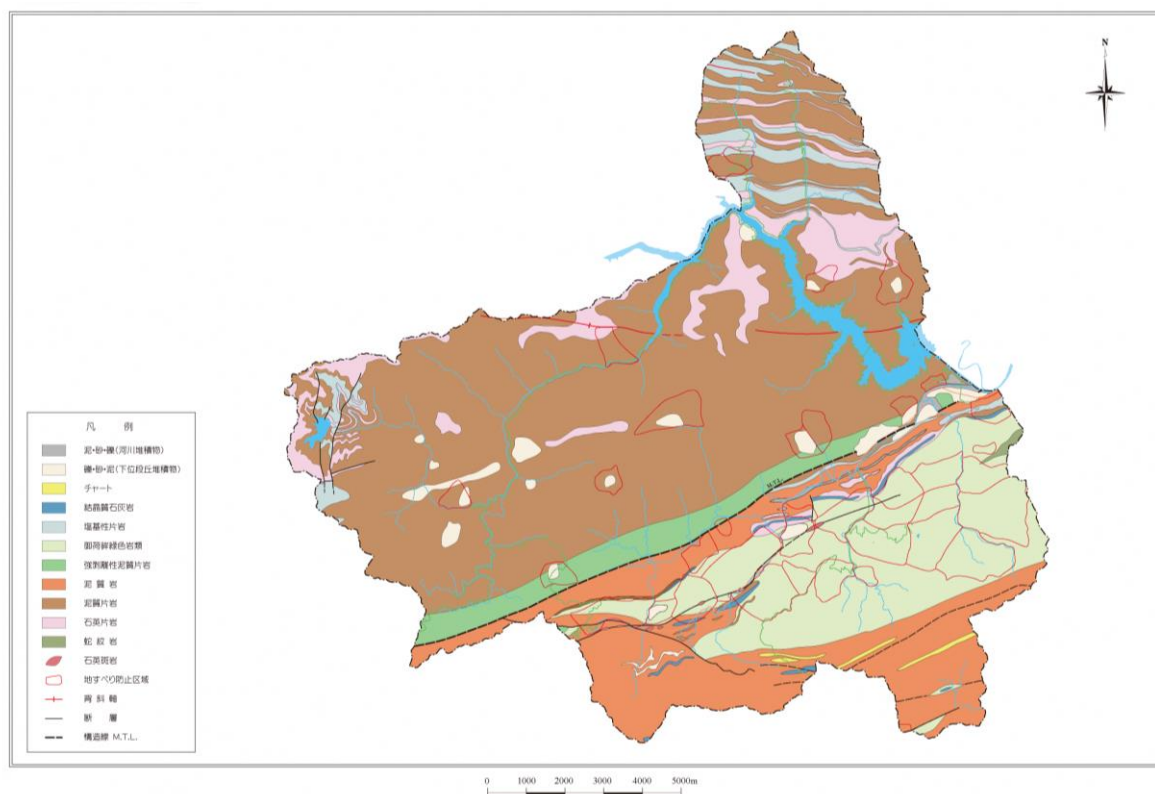 N
M.T.L.
凡 例
泥・砂・礫(河川堆積物)
礫・砂・泥(下位段丘堆積物)
チャート
結晶質石灰岩
塩基性片岩
御荷鉾緑色岩類
強剥離性泥質片岩
泥 質 岩
泥質片岩
石英片岩
蛇 紋 岩
石英斑岩
地すべり防止区域
背 斜 軸
断 層
構造線 M.T.L.
0 1000 2000 3000 4000 5000m